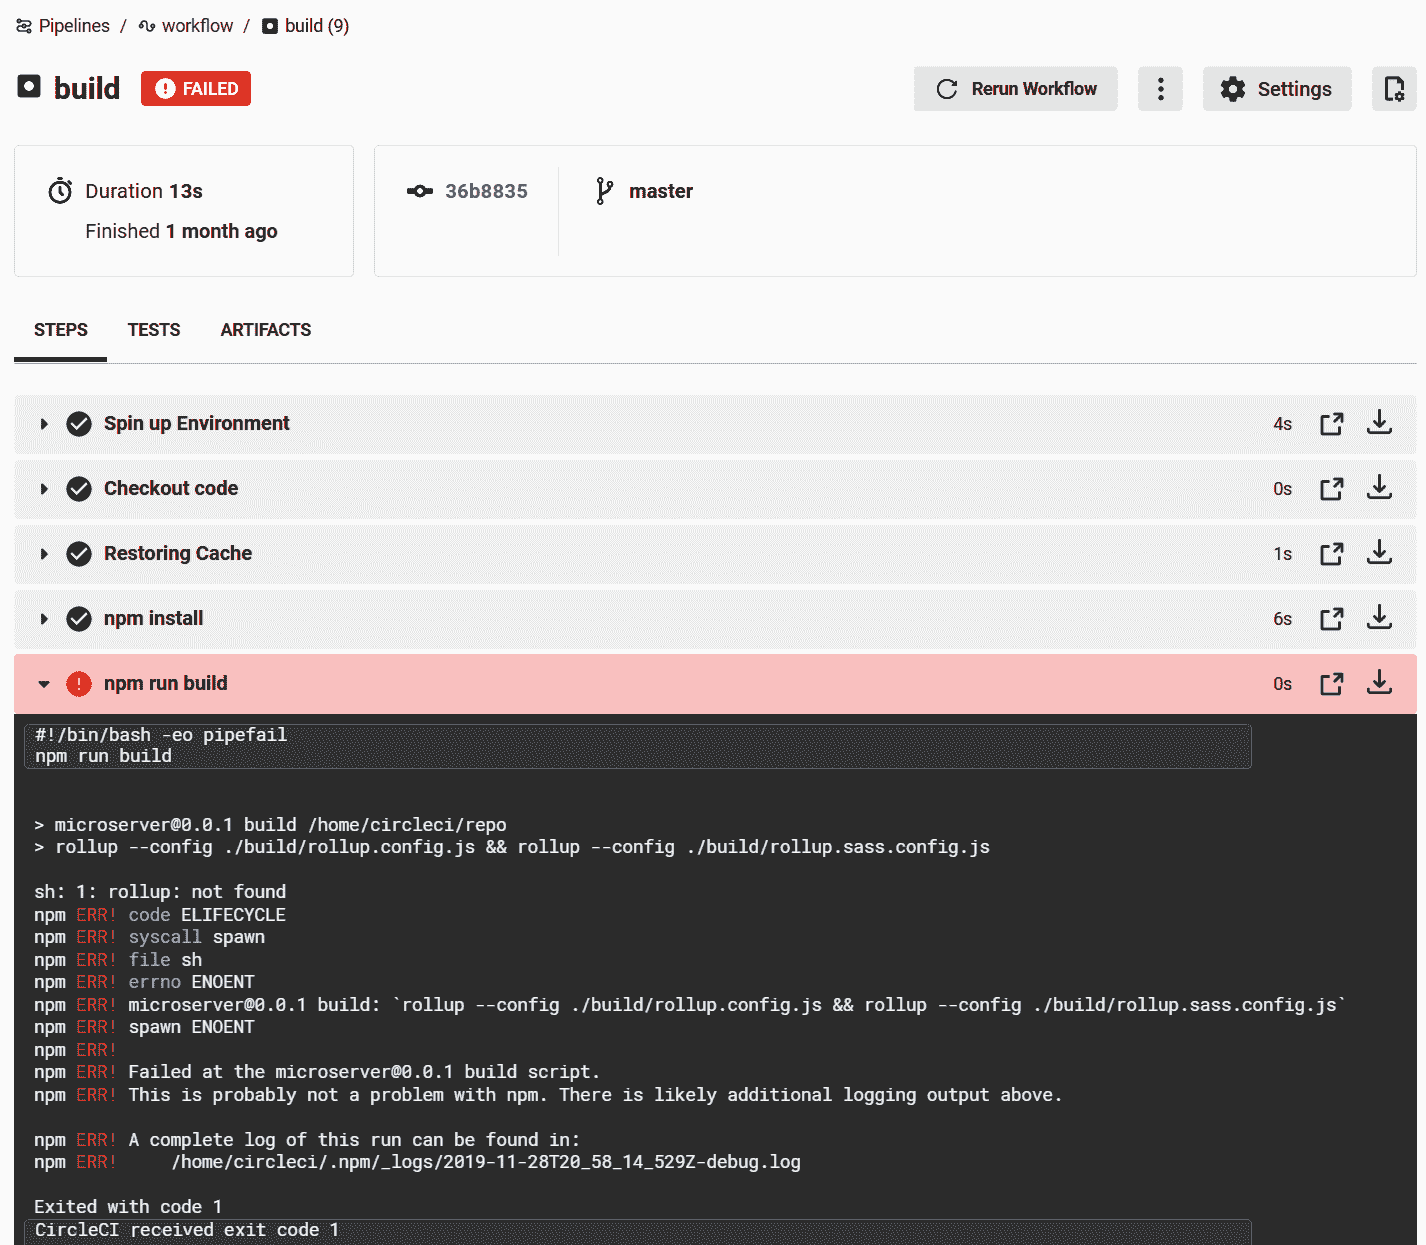 Pipelines / workflow / build (9)
build FAILED Rerun Workflow Settings
Duration 13s
Finished 1 month ago
36b8835 master
STEPS TESTS ARTIFACTS
Spin up Environment 4s
Checkout code 0s
Restoring Cache 1s
npm install 6s
npm run build 0s
#!/bin/bash -eo pipefail
npm run build
> microserver@0.0.1 build /home/circleci/repo
> rollup --config ./build/rollup.config.js && rollup --config ./build/rollup.sass.config.js
sh: 1: rollup: not found
npm ERR! code ELIFECYCLE
npm ERR! syscall spawn
npm ERR! file sh
npm ERR! errno ENOENT
npm ERR! microserver@0.0.1 build: `rollup --config ./build/rollup.config.js && rollup --config ./build/rollup.sass.config.js`
npm ERR! spawn ENOENT
npm ERR!
npm ERR! Failed at the microserver@0.0.1 build script.
npm ERR! This is probably not a problem with npm. There is likely additional logging output above.
npm ERR! A complete log of this run can be found in:
npm ERR!     /home/circleci/.npm/_logs/2019-11-28T20_58_14_529Z-debug.log
Exited with code 1
CircleCI received exit code 1